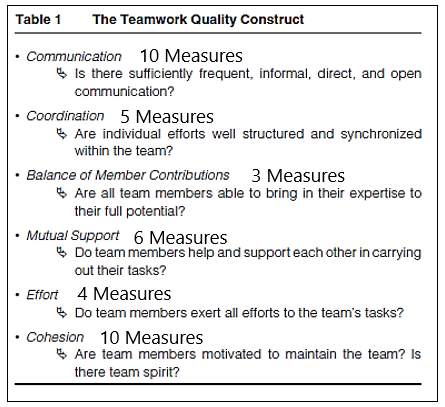 Table 1 The Teamwork Quality Construct
• Communication 10 Measures
↳ Is there sufficiently frequent, informal, direct, and open
communication?
• Coordination 5 Measures
↳ Are individual efforts well structured and synchronized
within the team?
• Balance of Member Contributions 3 Measures
↳ Are all team members able to bring in their expertise to
their full potential?
• Mutual Support 6 Measures
↳ Do team members help and support each other in carrying
out their tasks?
• Effort 4 Measures
↳ Do team members exert all efforts to the team's tasks?
• Cohesion 10 Measures
↳ Are team members motivated to maintain the team? Is
there team spirit?